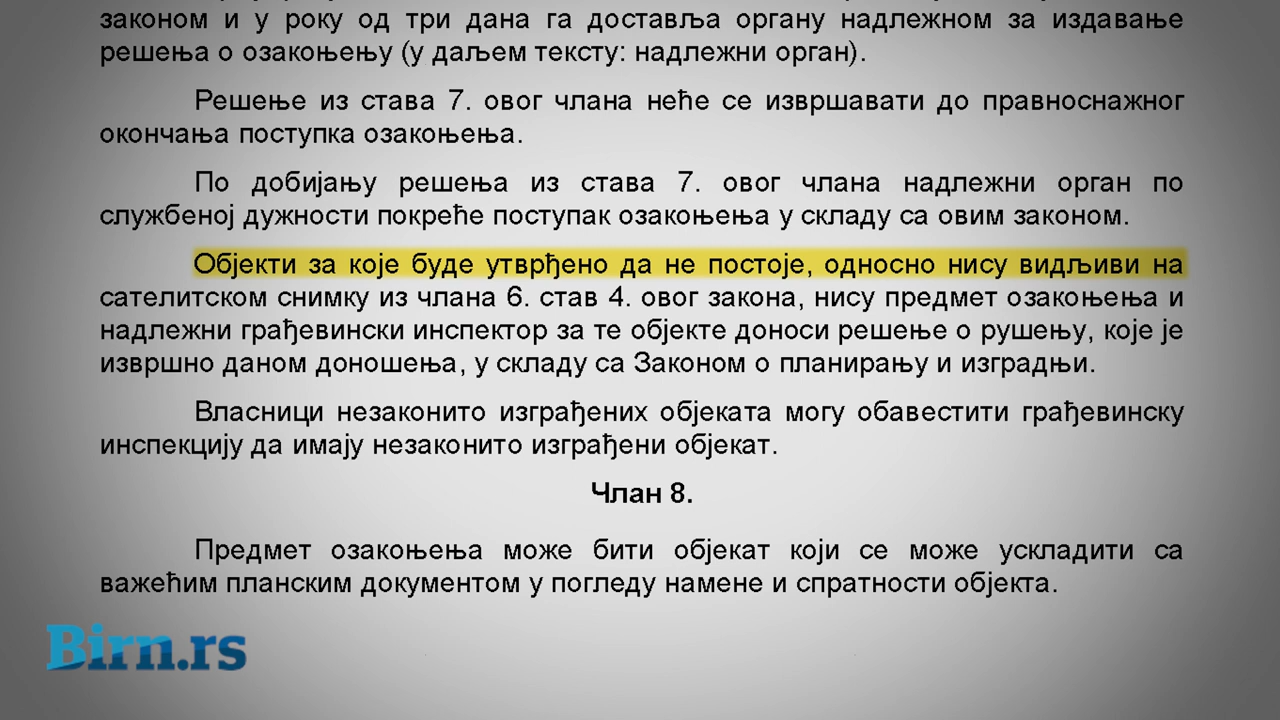 законом и у року од три дана га доставља органу надлежном за издавање
решења о озакоњењу (у даљем тексту: надлежни орган).
Решење из става 7. овог члана неће се извршавати до правноснажног
окончања поступка озакоњења.
По добијању решења из става 7. овог члана надлежни орган по
службеној дужности покреће поступак озакоњења у складу са овим законом.
Објекти за које буде утврђено да не постоје, односно нису видљиви на
сателитском снимку из члана 6. став 4. овог закона, нису предмет озакоњења и
надлежни грађевински инспектор за те објекте доноси решење о рушењу, које је
извршно даном доношења, у складу са Законом о планирању и изградњи.
Власници незаконито изграђених објеката могу обавестити грађевинску
инспекцију да имају незаконито изграђени објекат.
Члан 8.
Предмет озакоњења може бити објекат који се може ускладити са
важећим планским документом у погледу намене и спратности објекта.
Birn.rs